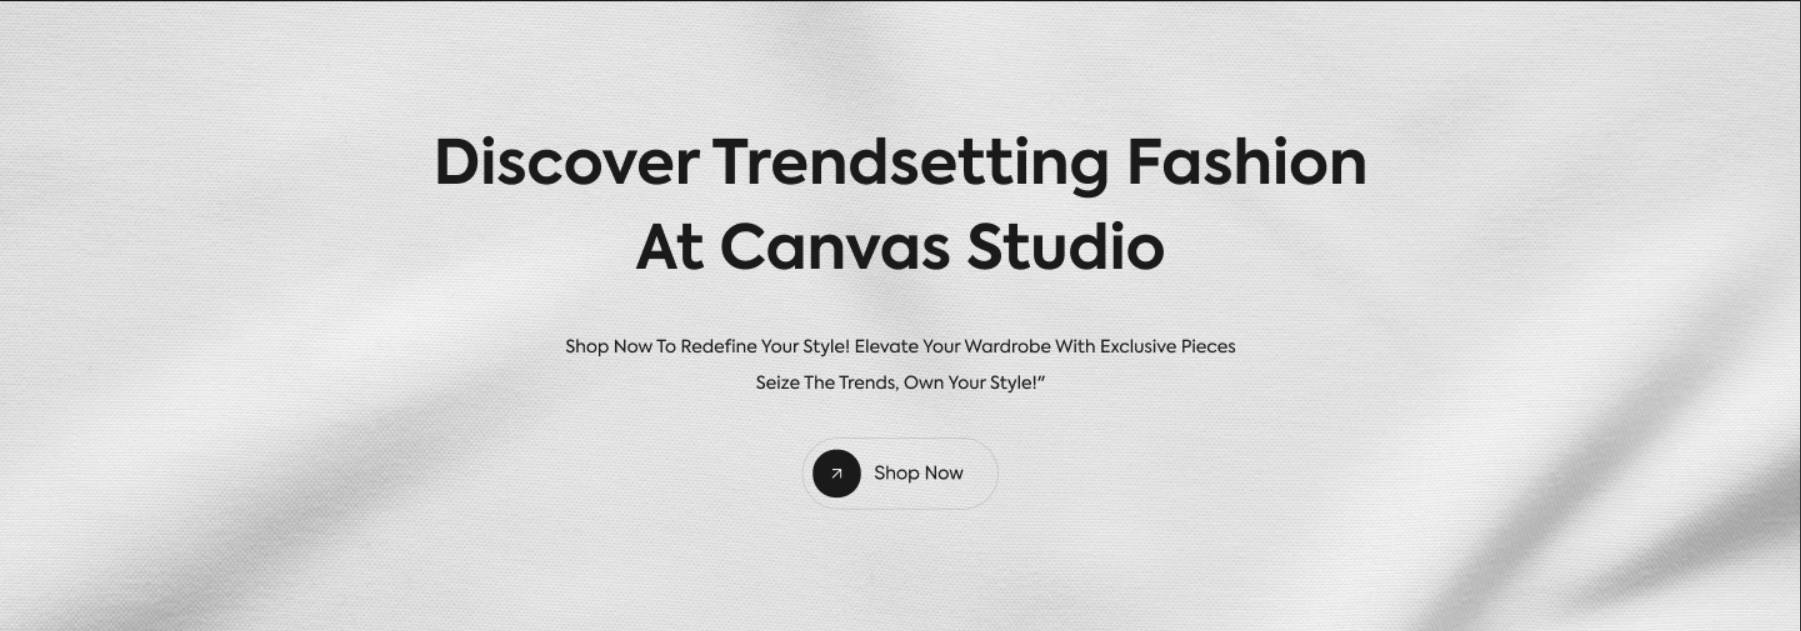 Discover Trendsetting Fashion
At Canvas Studio
Shop Now To Redefine Your Style! Elevate Your Wardrobe With Exclusive Pieces
Seize The Trends, Own Your Style!"
Shop Now